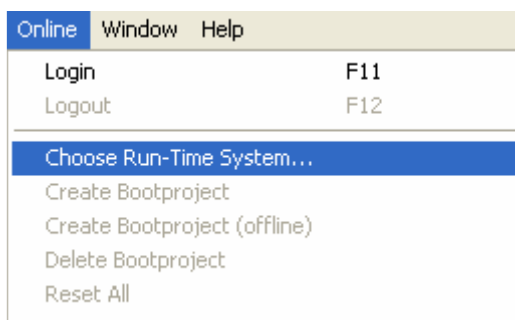 Online Window Help
Login F11
Logout F12
Choose Run-Time System...
Create Bootproject
Create Bootproject (offline)
Delete Bootproject
Reset All